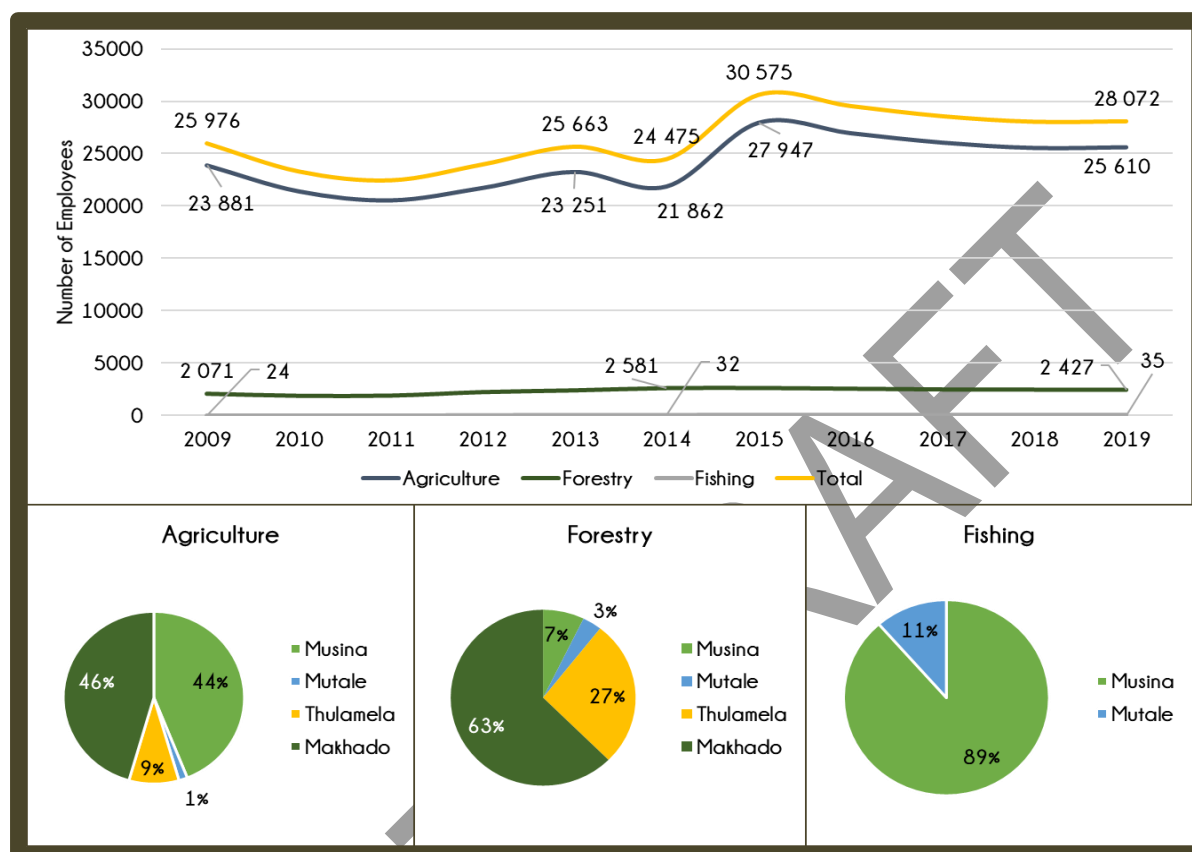 35000
30000
25000
20000
15000
10000
5000
0
Number of Employees
25 976
23 881
25 663
23 251
24 475
21 862
30 575
27 947
28 072
25 610
2 071
24
2 581
32
2 427
35
2009 2010 2011 2012 2013 2014 2015 2016 2017 2018 2019
Agriculture Forestry Fishing Total
Agriculture
46%
44%
9%
1%
Musina
Mutale
Thulamela
Makhado
Forestry
7%
3%
27%
63%
Musina
Mutale
Thulamela
Makhado
Fishing
11%
89%
Musina
Mutale